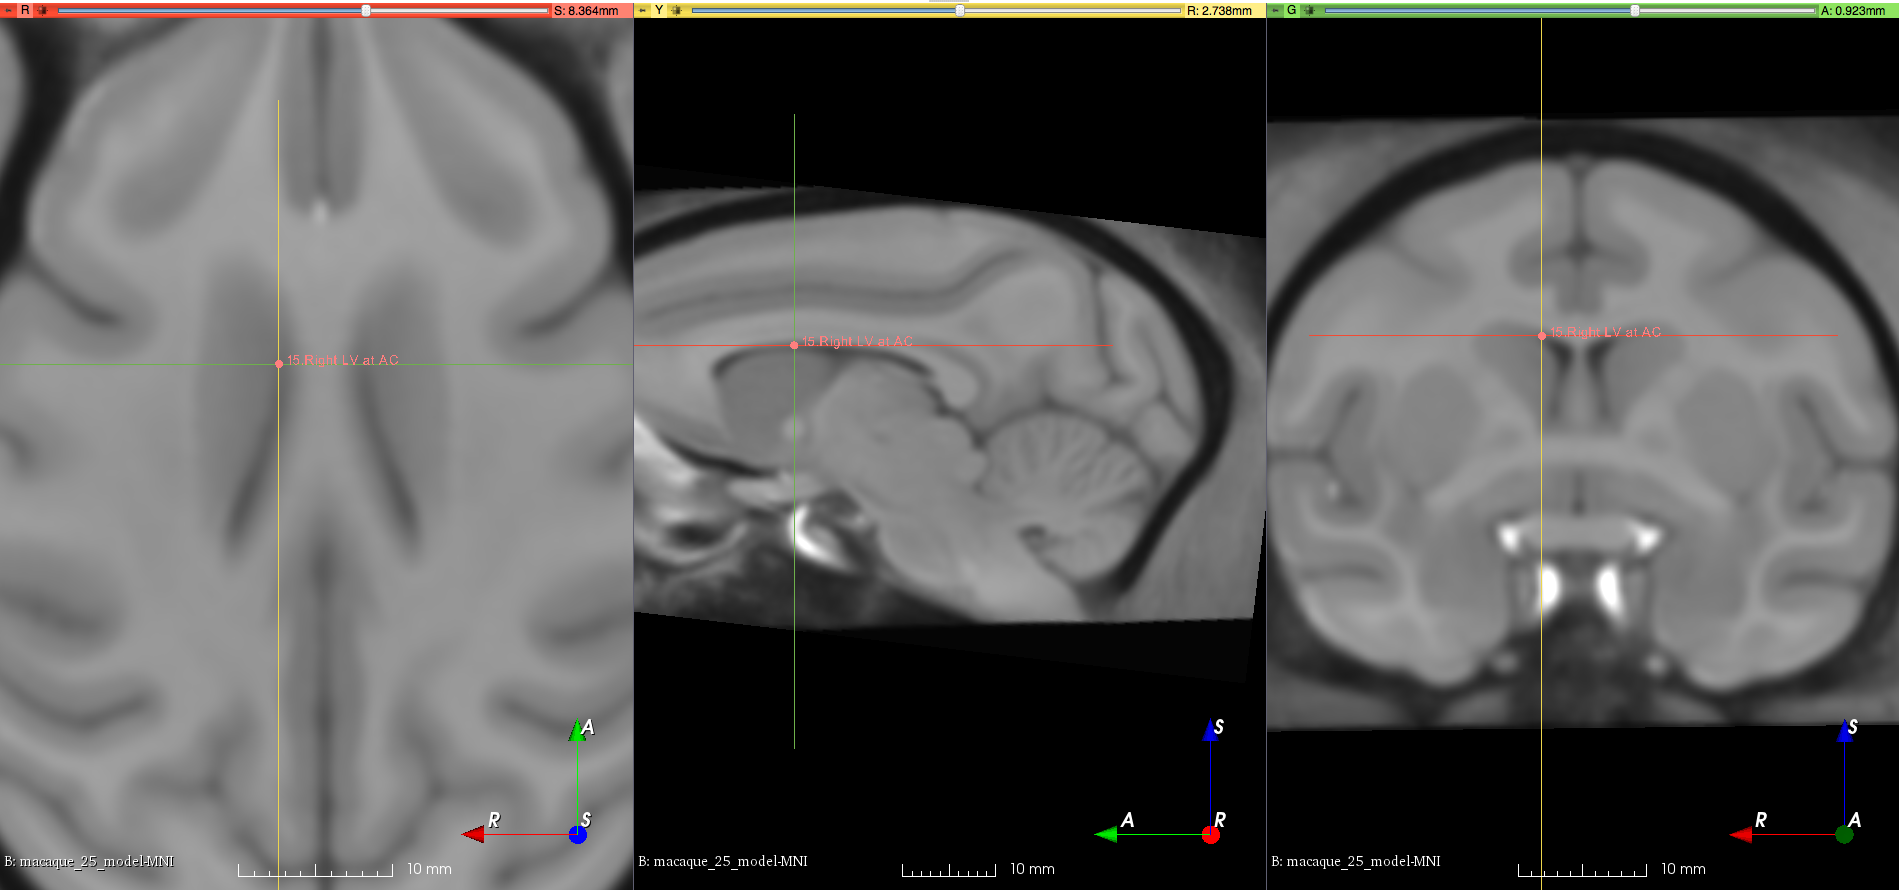 R S: 8.364mm
Y R: 2.738mm
G A: 0.923mm
15.Right LV at AC
15.Right LV at AC
15.Right LV at AC
A
R
S
S
A
R
S
R
A
B: macaque_25_model-MNI
10 mm
B: macaque_25_model-MNI
10 mm
B: macaque_25_model-MNI
10 mm